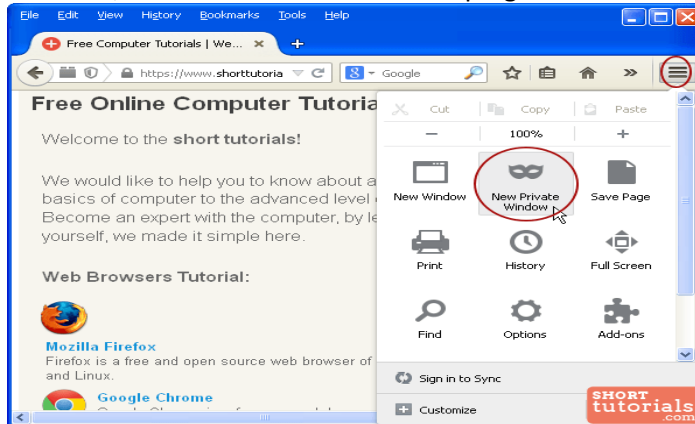 File Edit View History Bookmarks Tools Help
Free Computer Tutorials | We...
https://www.shorttutoria
Google
Free Online Computer Tutoria
Cut Copy Paste
Welcome to the short tutorials!
100%
We would like to help you to know about a
basics of computer to the advanced level
Become an expert with the computer, by le
yourself, we made it simple here.
New Window New Private Window Save Page
Print History Full Screen
Web Browsers Tutorial:
Find Options Add-ons
Mozilla Firefox
Firefox is a free and open source web browser of
and Linux.
Sign in to Sync
Google Chrome
Customize
SHORT
tutorials
.com